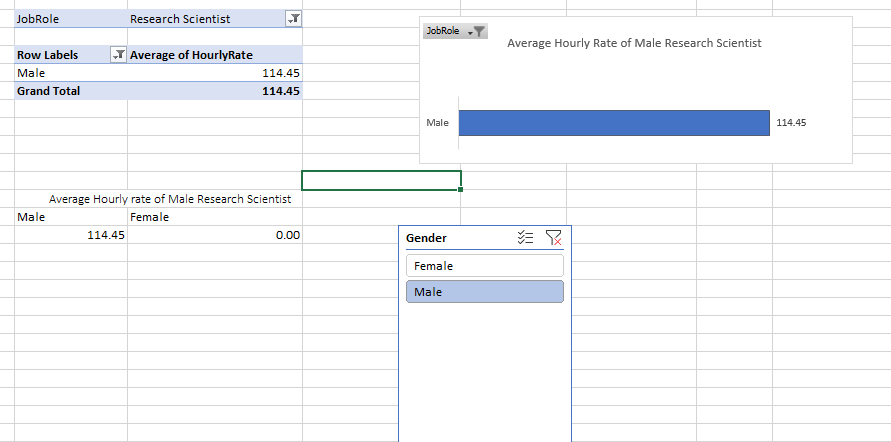 JobRole Research Scientist
Row Labels Average of HourlyRate
Male 114.45
Grand Total 114.45
JobRole
Average Hourly Rate of Male Research Scientist
Male 114.45
Average Hourly rate of Male Research Scientist
Male Female
114.45 0.00
Gender
Female
Male